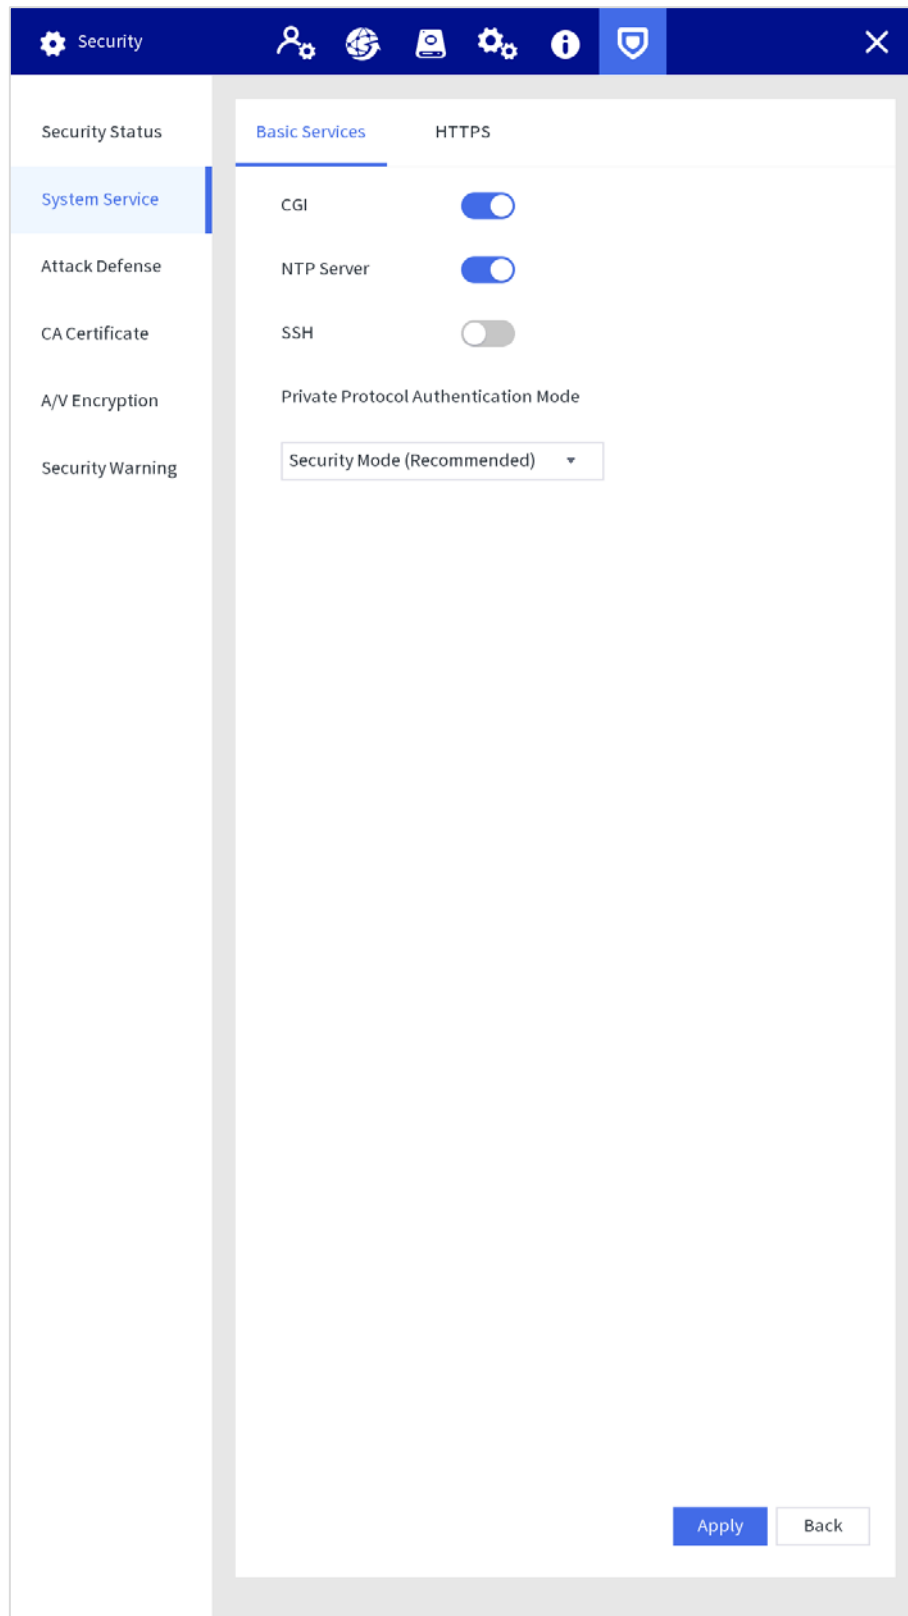 Security
Security Status
System Service
Attack Defense
CA Certificate
A/V Encryption
Security Warning
Basic Services HTTPS
CGI
NTP Server
SSH
Private Protocol Authentication Mode
Security Mode (Recommended)
Apply Back